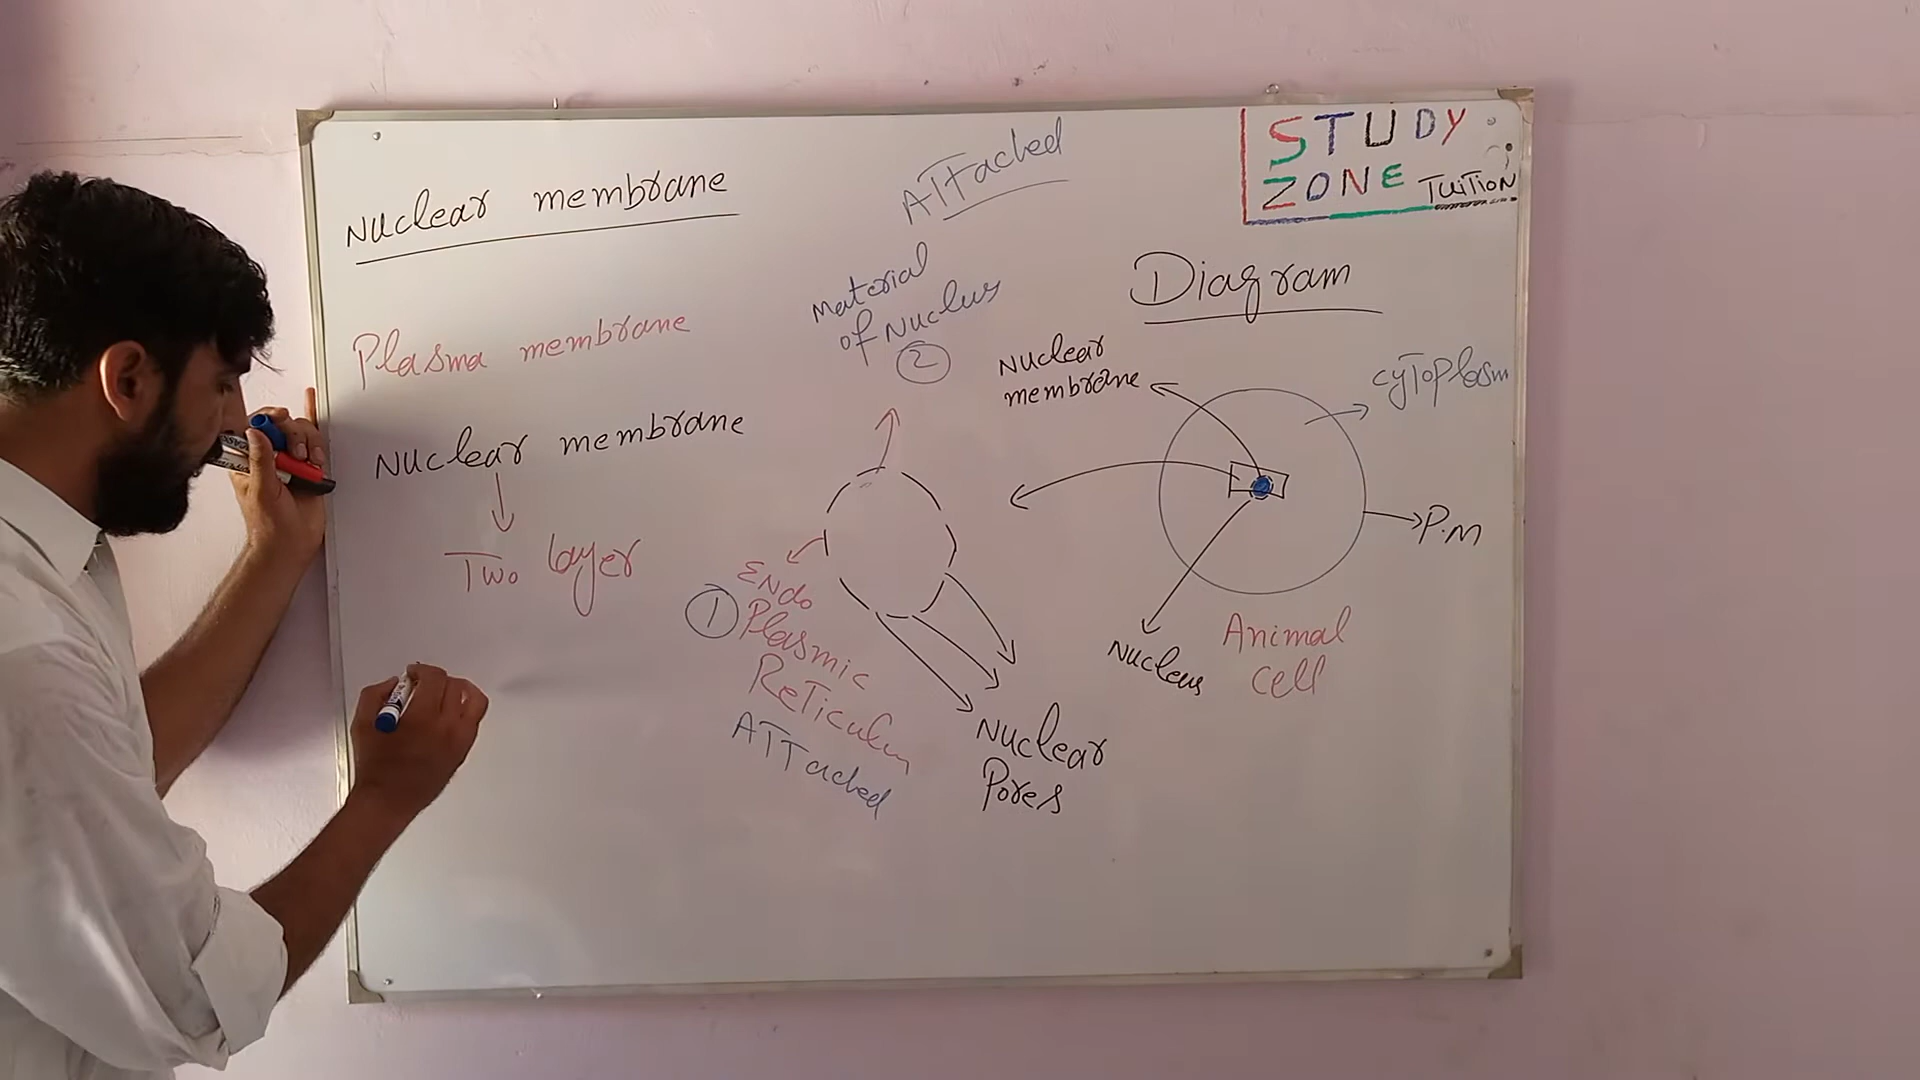 Nuclear membrane
Plasma membrane
Nuclear membrane
Two layer
ATTached
Material
of Nuclus
2
1
Endo
Plasmic
ReTiculum
ATTached
Nuclear
Pores
STUDY
ZONE TUITION
Diagram
Nuclear
membrane
cyToplasm
P.M
Nucleus
Animal
Cell